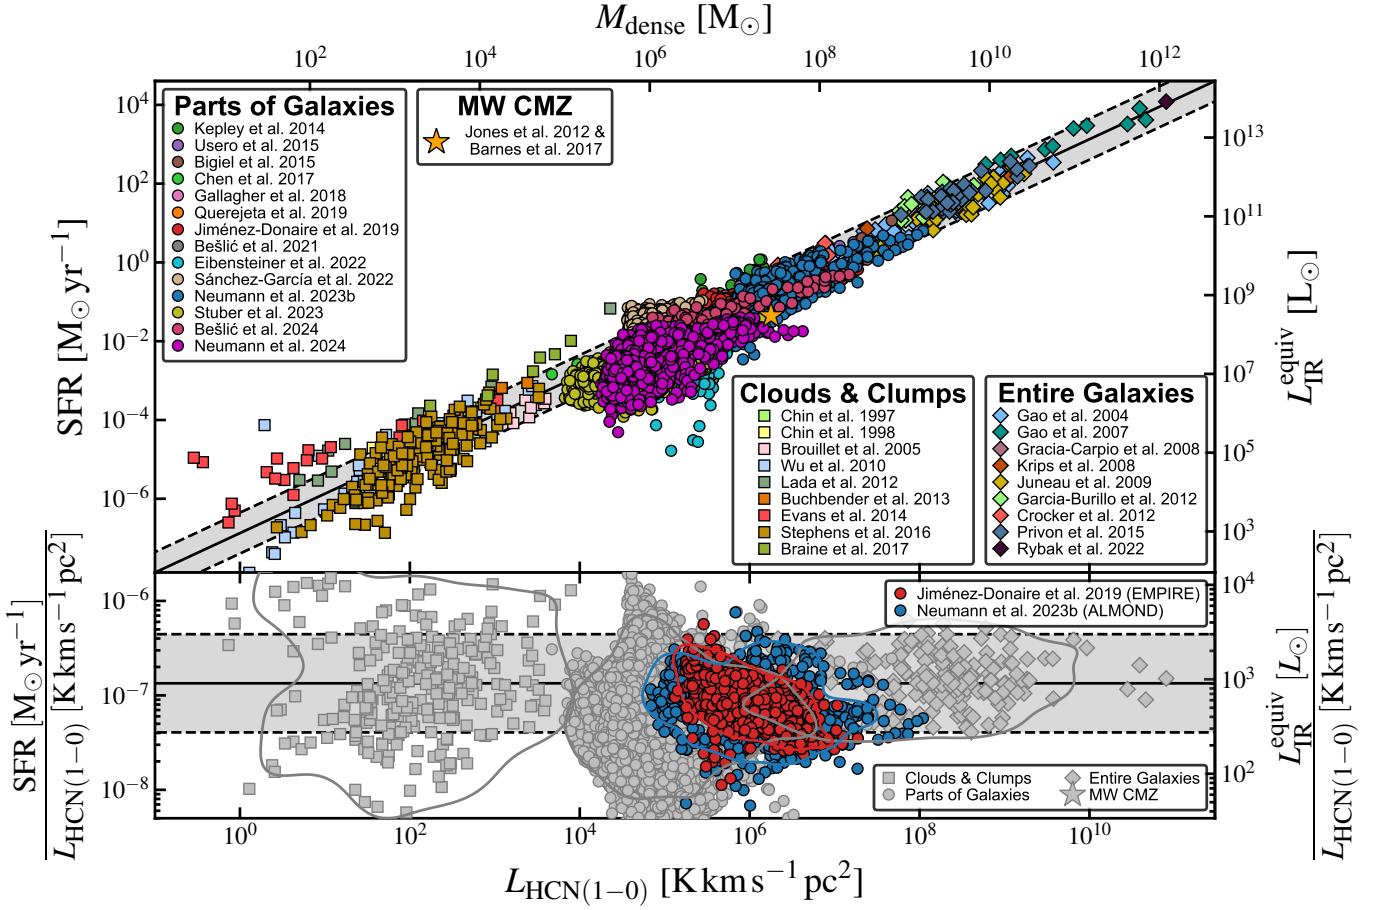 M_dense [M_⊙]
10^2 10^4 10^6 10^8 10^10 10^12
Parts of Galaxies
Kepley et al. 2014
Usero et al. 2015
Bigiel et al. 2015
Chen et al. 2017
Gallagher et al. 2018
Querejeta et al. 2019
Jiménez-Donaire et al. 2019
Bešlić et al. 2021
Eibensteiner et al. 2022
Sánchez-García et al. 2022
Neumann et al. 2023b
Stuber et al. 2023
Bešlić et al. 2024
Neumann et al. 2024
MW CMZ
Jones et al. 2012 &
Barnes et al. 2017
SFR [M_⊙ yr^−1]
10^4
10^2
10^0
10^−2
10^−4
10^−6
10^13
10^11
10^9
10^7
10^5
10^3
L_IR^equiv [L_⊙]
Clouds & Clumps
Chin et al. 1997
Chin et al. 1998
Brouillet et al. 2005
Wu et al. 2010
Lada et al. 2012
Buchbender et al. 2013
Evans et al. 2014
Stephens et al. 2016
Braine et al. 2017
Entire Galaxies
Gao et al. 2004
Gao et al. 2007
Gracia-Carpio et al. 2008
Krips et al. 2008
Juneau et al. 2009
Garcia-Burillo et al. 2012
Crocker et al. 2012
Privon et al. 2015
Rybak et al. 2022
SFR [M_⊙ yr^−1]
L_HCN(1−0) [K km s^−1 pc^2]
10^−6
10^−7
10^−8
Jiménez-Donaire et al. 2019 (EMPIRE)
Neumann et al. 2023b (ALMOND)
Clouds & Clumps
Parts of Galaxies
Entire Galaxies
MW CMZ
10^4
10^3
10^2
L_IR^equiv [L_⊙]
L_HCN(1−0) [K km s^−1 pc^2]
10^0 10^2 10^4 10^6 10^8 10^10
L_HCN(1−0) [K km s^−1 pc^2]